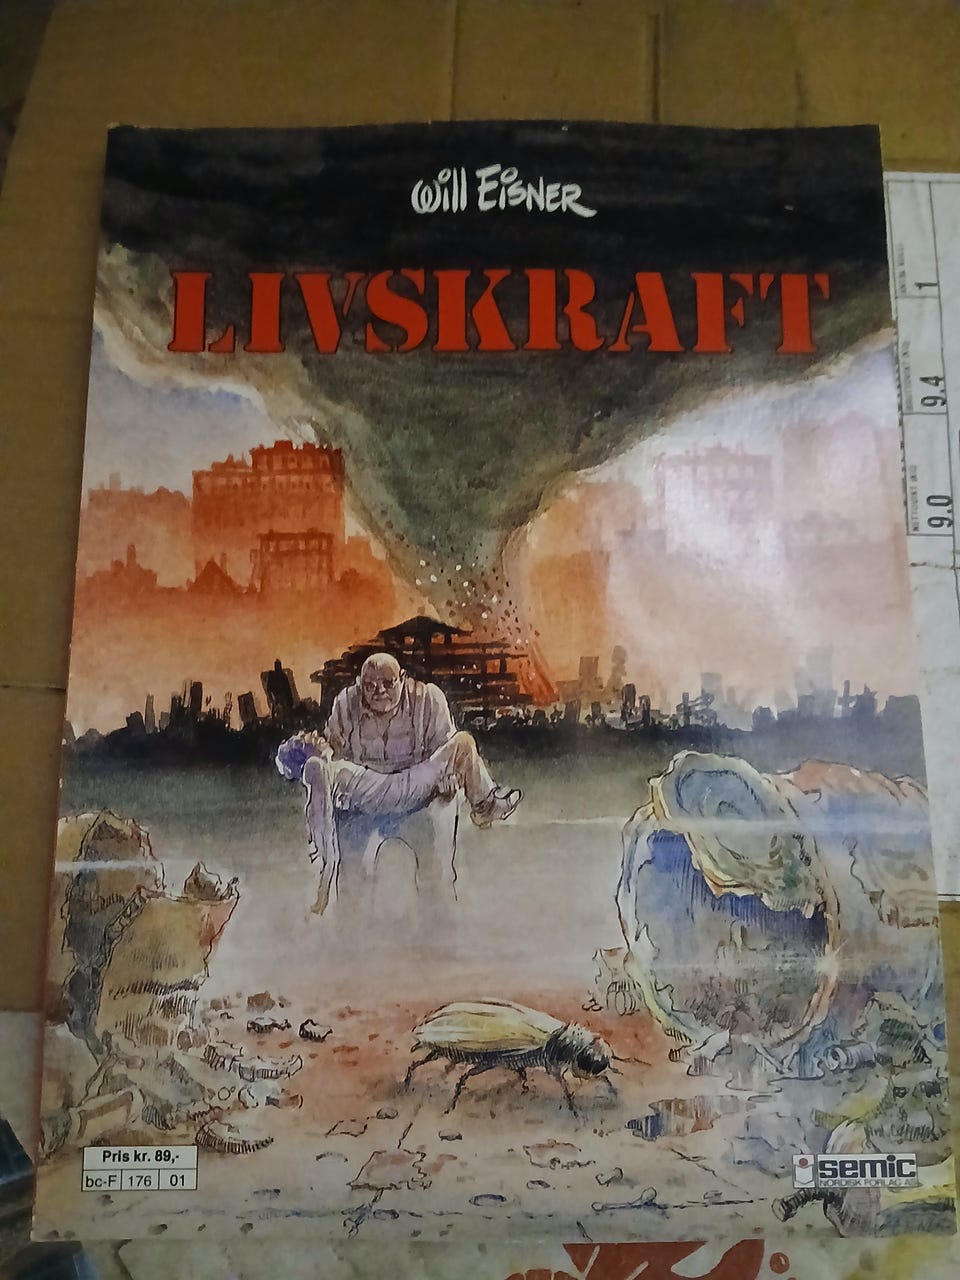 Will Eisner
LIVSKRAFT
1
9.4
9.0
Pris kr. 89,-
bc-F 176 01
semic
NORDISK FORLAG AS